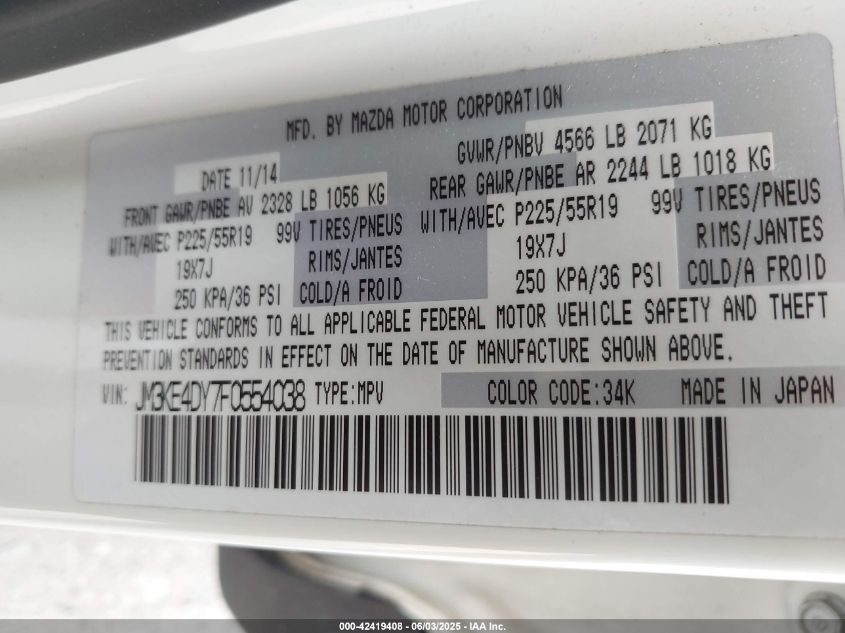 MFD. BY MAZDA MOTOR CORPORATION
DATE 11/14
GVWR/PNBV 4566 LB 2071 KG
FRONT GAWR/PNBE AV 2328 LB 1056 KG
REAR GAWR/PNBE AR 2244 LB 1018 KG
WITH/AVEC P225/55R19 99V TIRES/PNEUS
WITH/AVEC P225/55R19 99V TIRES/PNEUS
19X7J RIMS/JANTES
19X7J RIMS/JANTES
250 KPA/36 PSI COLD/A FROID
250 KPA/36 PSI COLD/A FROID
THIS VEHICLE CONFORMS TO ALL APPLICABLE FEDERAL MOTOR VEHICLE SAFETY AND THEFT
PREVENTION STANDARDS IN EFFECT ON THE DATE OF MANUFACTURE SHOWN ABOVE.
VIN: JM3KE4DY7F0554038 TYPE:MPV COLOR CODE:34K MADE IN JAPAN
000-42419408 - 06/03/2025 - IAA Inc.